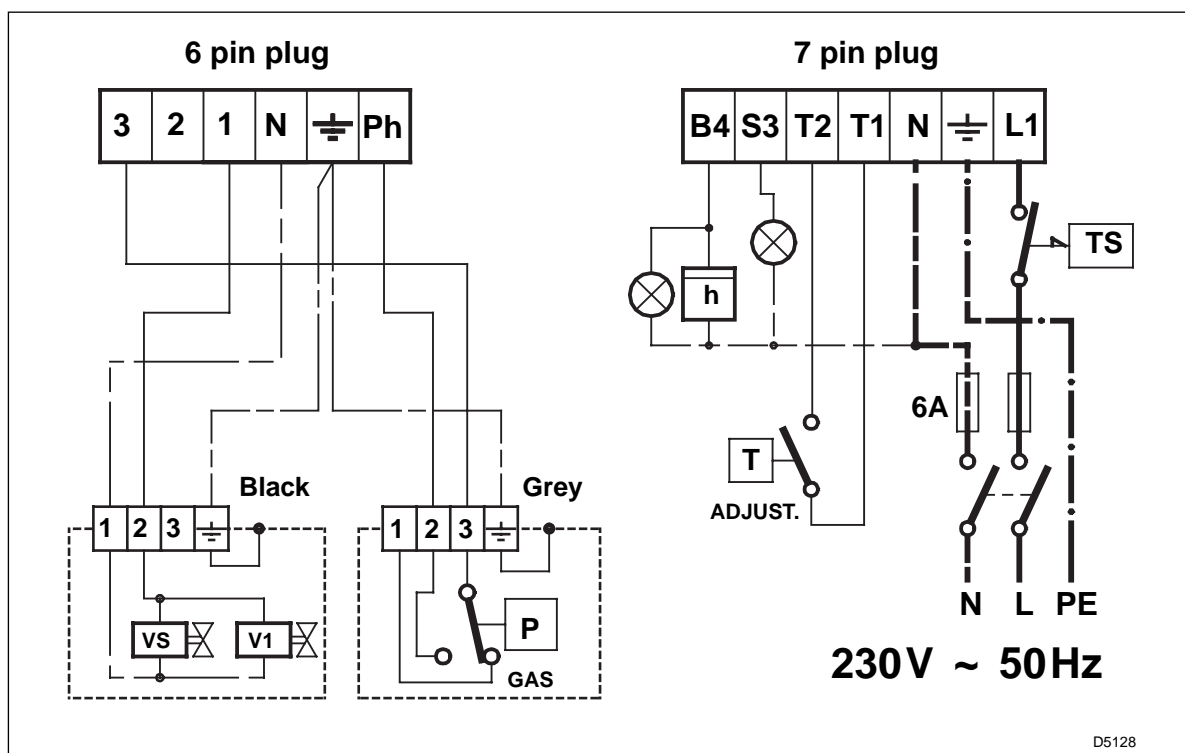 6 pin plug
3 2 1 N Ph
Black
1 2 3
VS V1
Grey
1 2 3
P
GAS
7 pin plug
B4 S3 T2 T1 N L1
TS
h
6A
T
ADJUST.
N L PE
230V ~ 50Hz
D5128